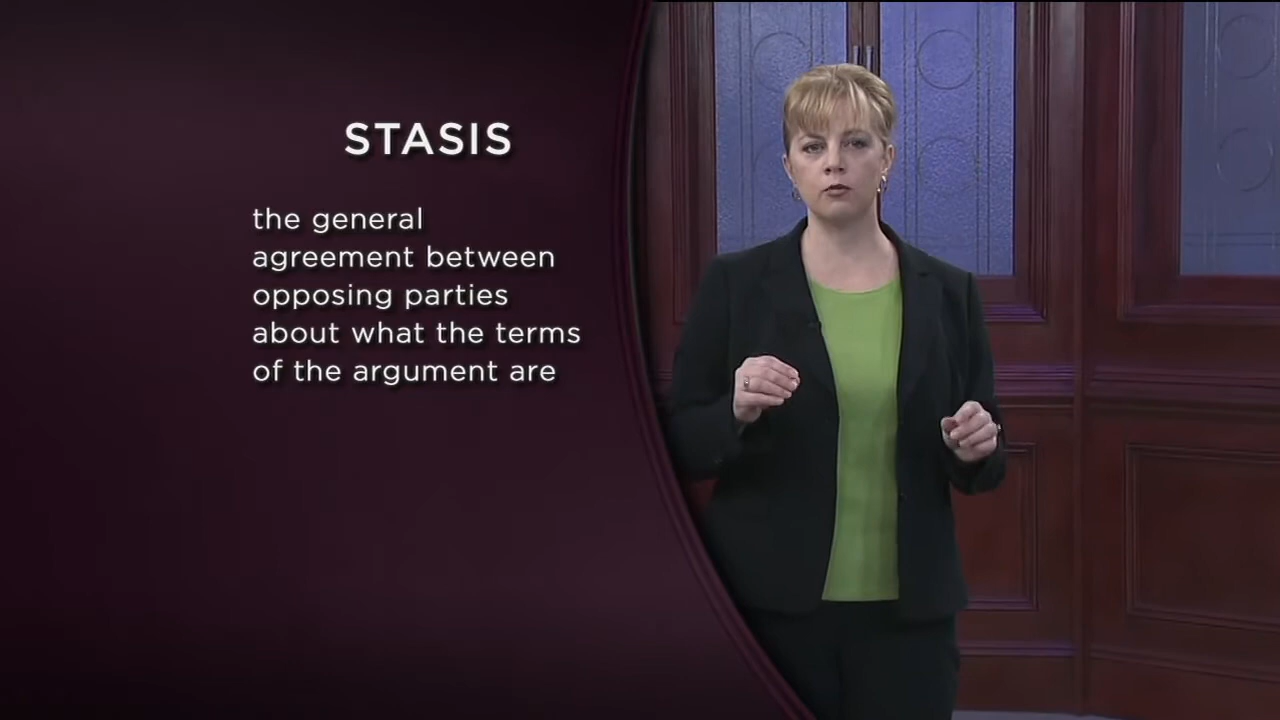 STASIS
the general
agreement between
opposing parties
about what the terms
of the argument are